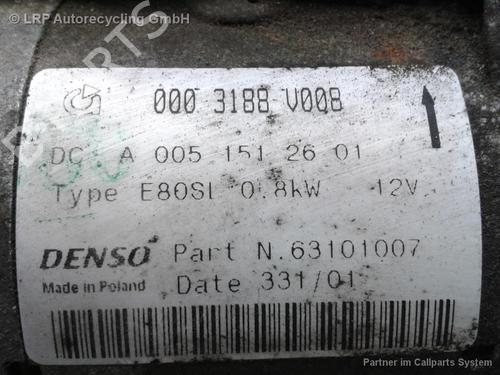 © LRP Autorecycling GmbH
PARTS
000 3188 V008
DC A 005 151 26 01
Type E80SL 0.8kW 12V
DENSO Part N.63101007
Made in Poland Date 331/01
Partner im Callparts System